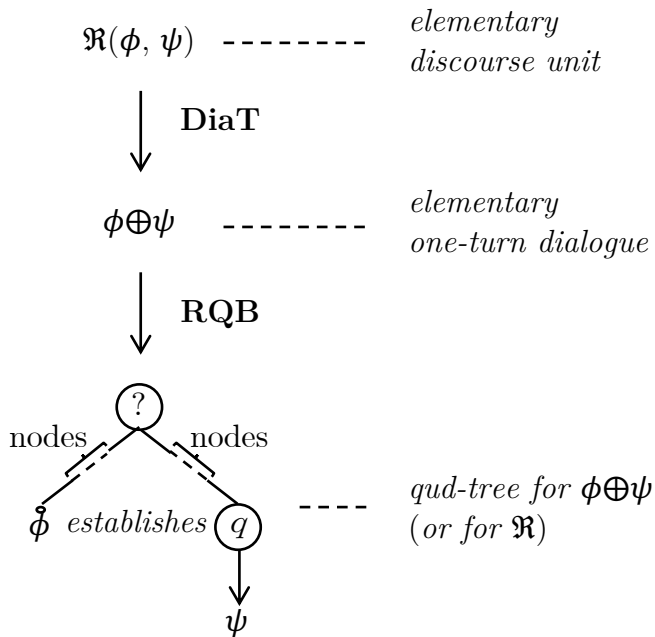 ℜ(ϕ, ψ)
elementary
discourse unit
DiaT
ϕ⊕ψ
elementary
one-turn dialogue
RQB
?
nodes
nodes
ϕ̊ establishes q
qud-tree for ϕ⊕ψ
(or for ℜ)
ψ